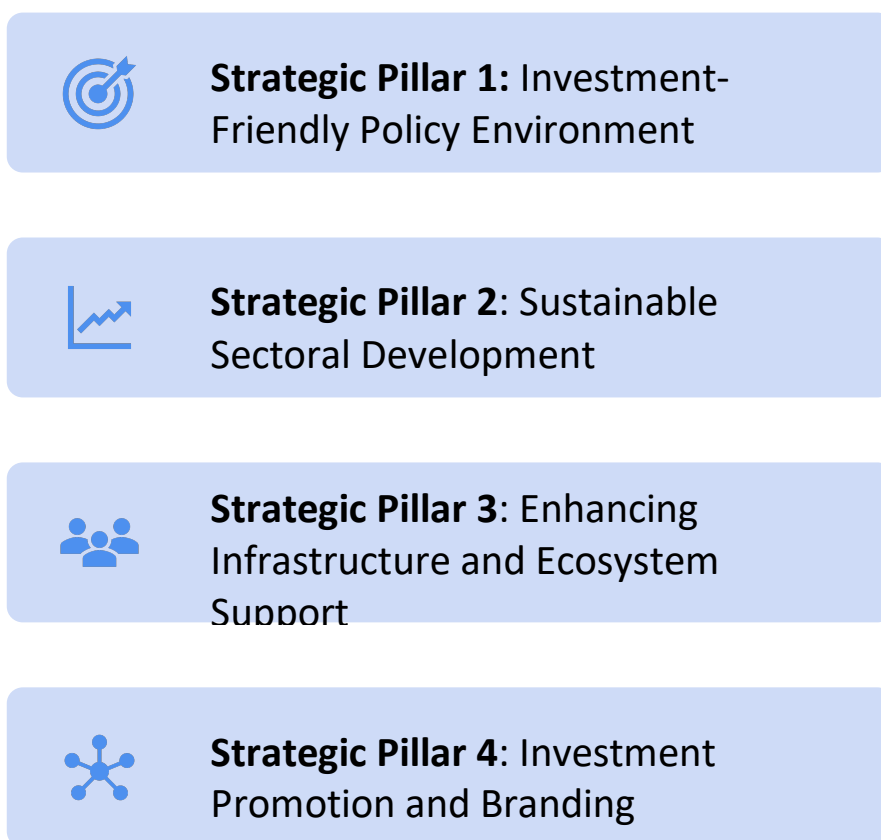 Strategic Pillar 1: Investment-
Friendly Policy Environment
Strategic Pillar 2: Sustainable
Sectoral Development
Strategic Pillar 3: Enhancing
Infrastructure and Ecosystem
Support
Strategic Pillar 4: Investment
Promotion and Branding